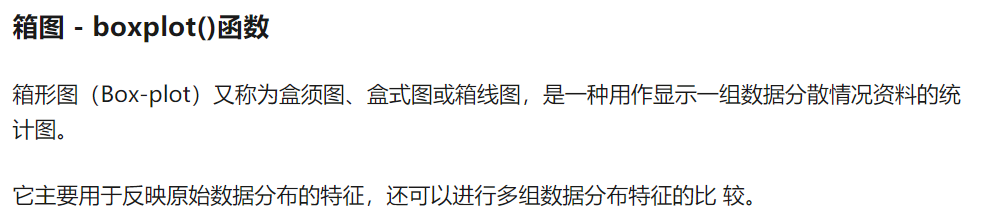 箱图 - boxplot()函数
箱形图（Box-plot）又称为盒须图、盒式图或箱线图，是一种用作显示一组数据分散情况资料的统
计图。
它主要用于反映原始数据分布的特征，还可以进行多组数据分布特征的比 较。